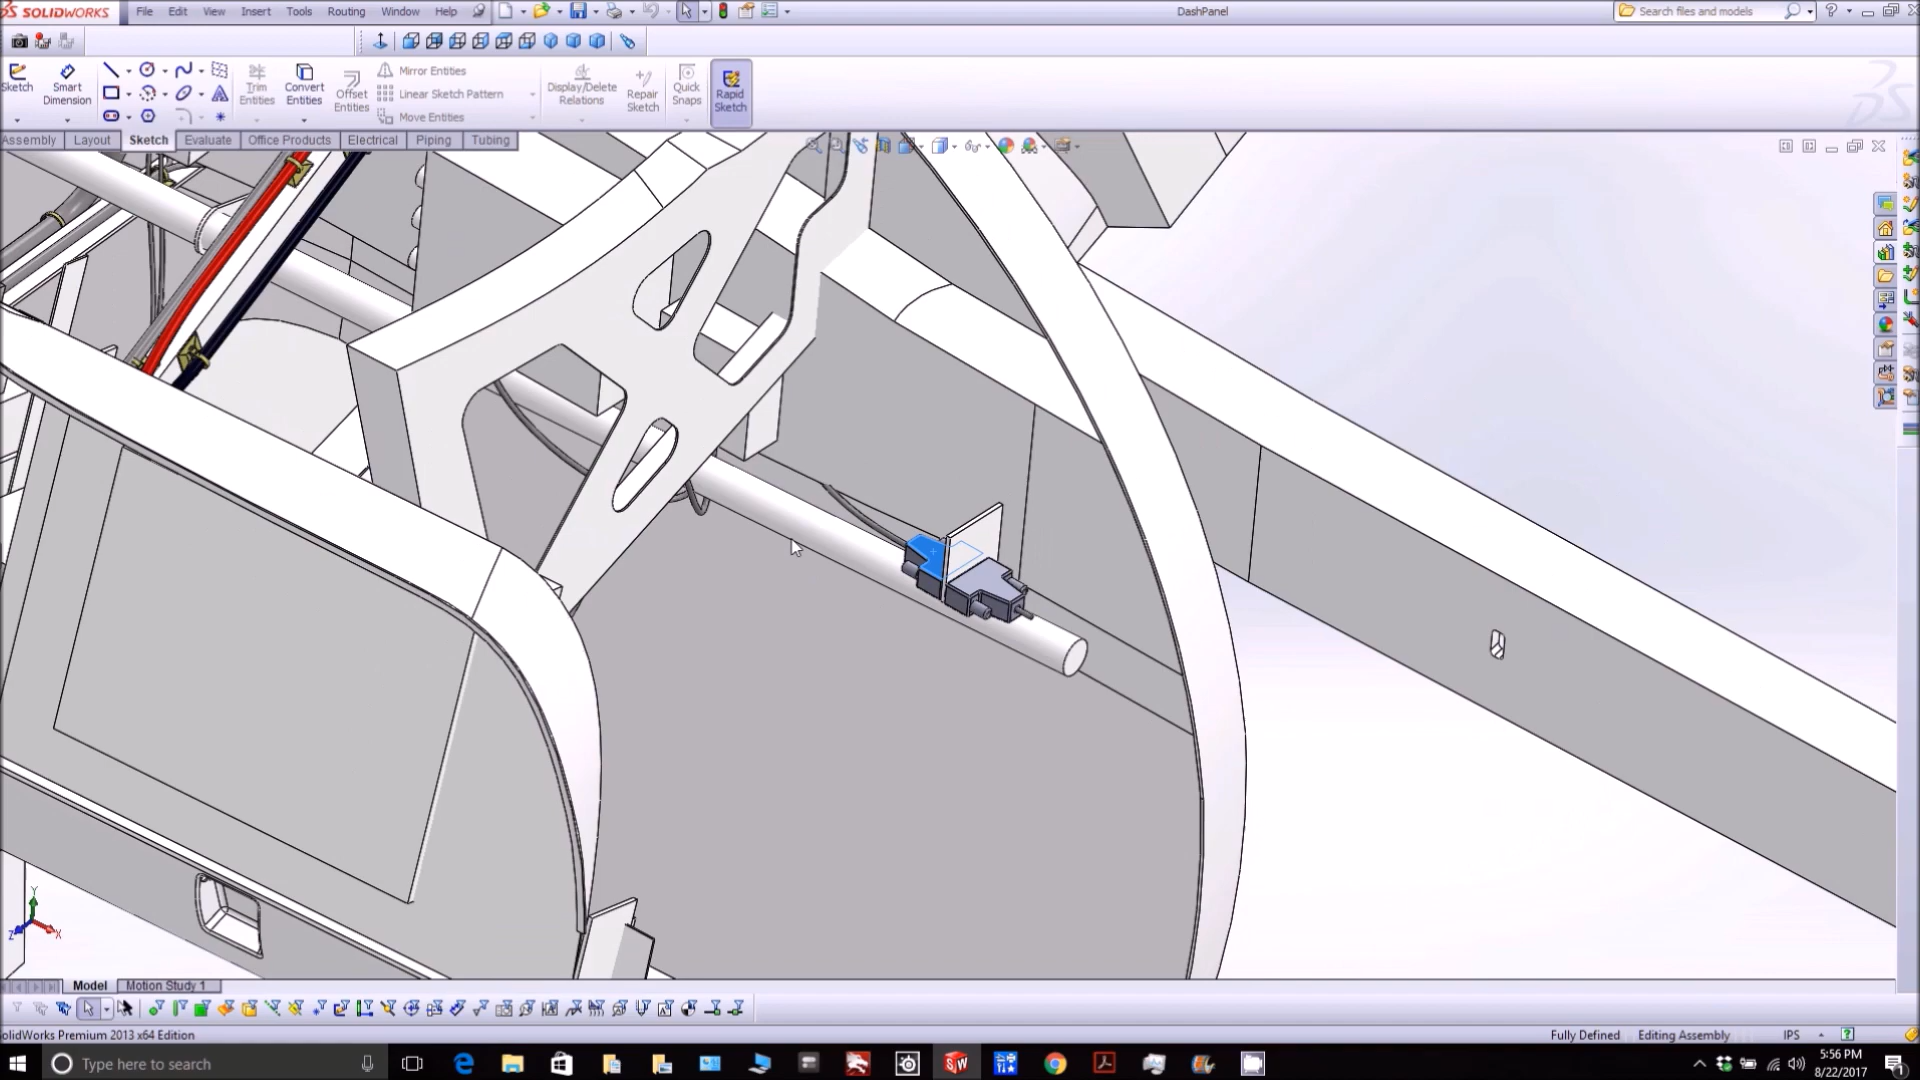 SOLIDWORKS File Edit View Insert Tools Routing Window Help DashPanel Search files and models
Sketch Smart Dimension Trim Entities Convert Entities Offset Entities Mirror Entities Linear Sketch Pattern Move Entities Display/Delete Relations Repair Sketch Quick Snaps Rapid Sketch
Assembly Layout Sketch Evaluate Office Products Electrical Piping Tubing
Y
Z X
Model Motion Study 1
olidWorks Premium 2013 x64 Edition Fully Defined Editing Assembly IPS
Type here to search 5:56 PM
8/22/2017